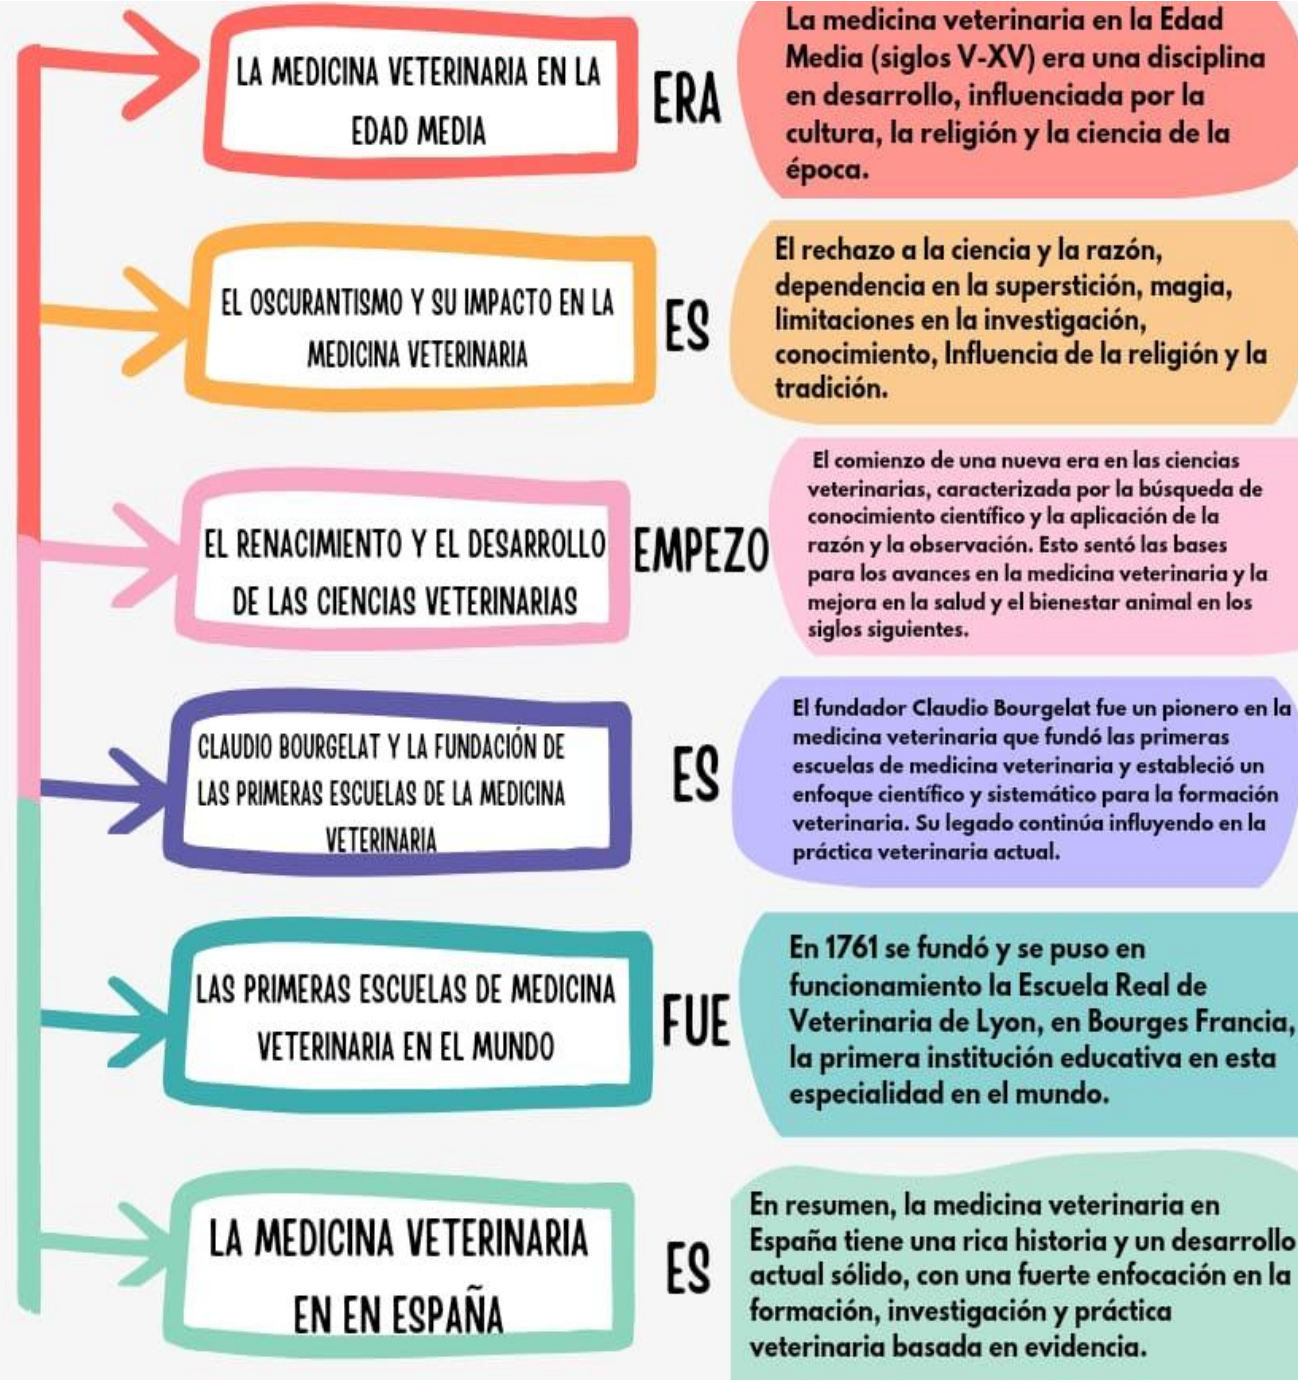 LA MEDICINA VETERINARIA EN LA
EDAD MEDIA
ERA
La medicina veterinaria en la Edad
Media (siglos V-XV) era una disciplina
en desarrollo, influenciada por la
cultura, la religión y la ciencia de la
época.
EL OSCURANTISMO Y SU IMPACTO EN LA
MEDICINA VETERINARIA
ES
El rechazo a la ciencia y la razón,
dependencia en la superstición, magia,
limitaciones en la investigación,
conocimiento, Influencia de la religión y la
tradición.
EL RENACIMIENTO Y EL DESARROLLO
DE LAS CIENCIAS VETERINARIAS
EMPEZO
El comienzo de una nueva era en las ciencias
veterinarias, caracterizada por la búsqueda de
conocimiento científico y la aplicación de la
razón y la observación. Esto sentó las bases
para los avances en la medicina veterinaria y la
mejora en la salud y el bienestar animal en los
siglos siguientes.
CLAUDIO BOURGELAT Y LA FUNDACIÓN DE
LAS PRIMERAS ESCUELAS DE LA MEDICINA
VETERINARIA
ES
El fundador Claudio Bourgelat fue un pionero en la
medicina veterinaria que fundó las primeras
escuelas de medicina veterinaria y estableció un
enfoque científico y sistemático para la formación
veterinaria. Su legado continúa influyendo en la
práctica veterinaria actual.
LAS PRIMERAS ESCUELAS DE MEDICINA
VETERINARIA EN EL MUNDO
FUE
En 1761 se fundó y se puso en
funcionamiento la Escuela Real de
Veterinaria de Lyon, en Bourges Francia,
la primera institución educativa en esta
especialidad en el mundo.
LA MEDICINA VETERINARIA
EN EN ESPAÑA
ES
En resumen, la medicina veterinaria en
España tiene una rica historia y un desarrollo
actual sólido, con una fuerte enfocación en la
formación, investigación y práctica
veterinaria basada en evidencia.